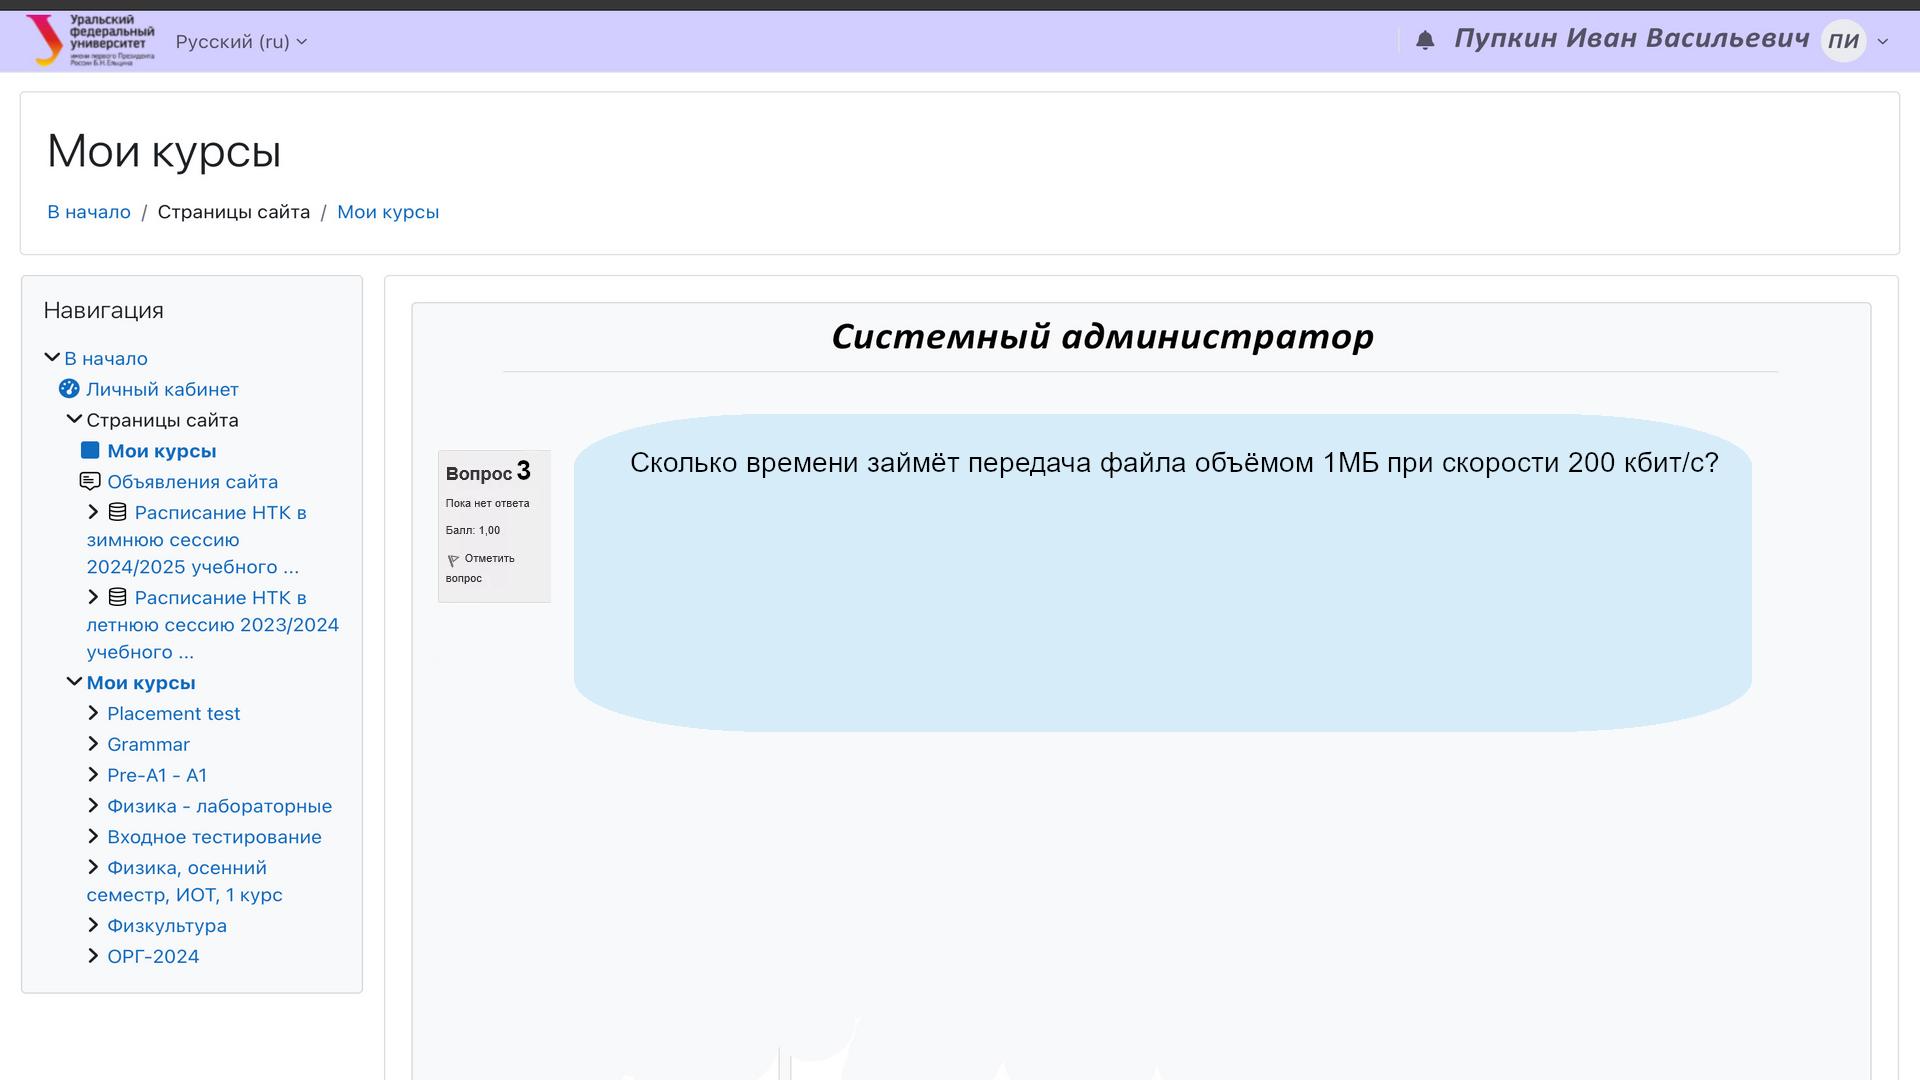 Уральский
федеральный
университет
имени первого Президента
России Б.Н.Ельцина
Русский (ru)
Пупкин Иван Васильевич
ПИ
Мои курсы
В начало / Страницы сайта / Мои курсы
Навигация
В начало
Личный кабинет
Страницы сайта
Мои курсы
Объявления сайта
Расписание НТК в
зимнюю сессию
2024/2025 учебного ...
Расписание НТК в
летнюю сессию 2023/2024
учебного ...
Мои курсы
Placement test
Grammar
Pre-A1 - A1
Физика - лабораторные
Входное тестирование
Физика, осенний
семестр, ИОТ, 1 курс
Физкультура
ОРГ-2024
Системный администратор
Вопрос 3
Пока нет ответа
Балл: 1,00
Отметить
вопрос
Сколько времени займёт передача файла объёмом 1МБ при скорости 200 кбит/с?